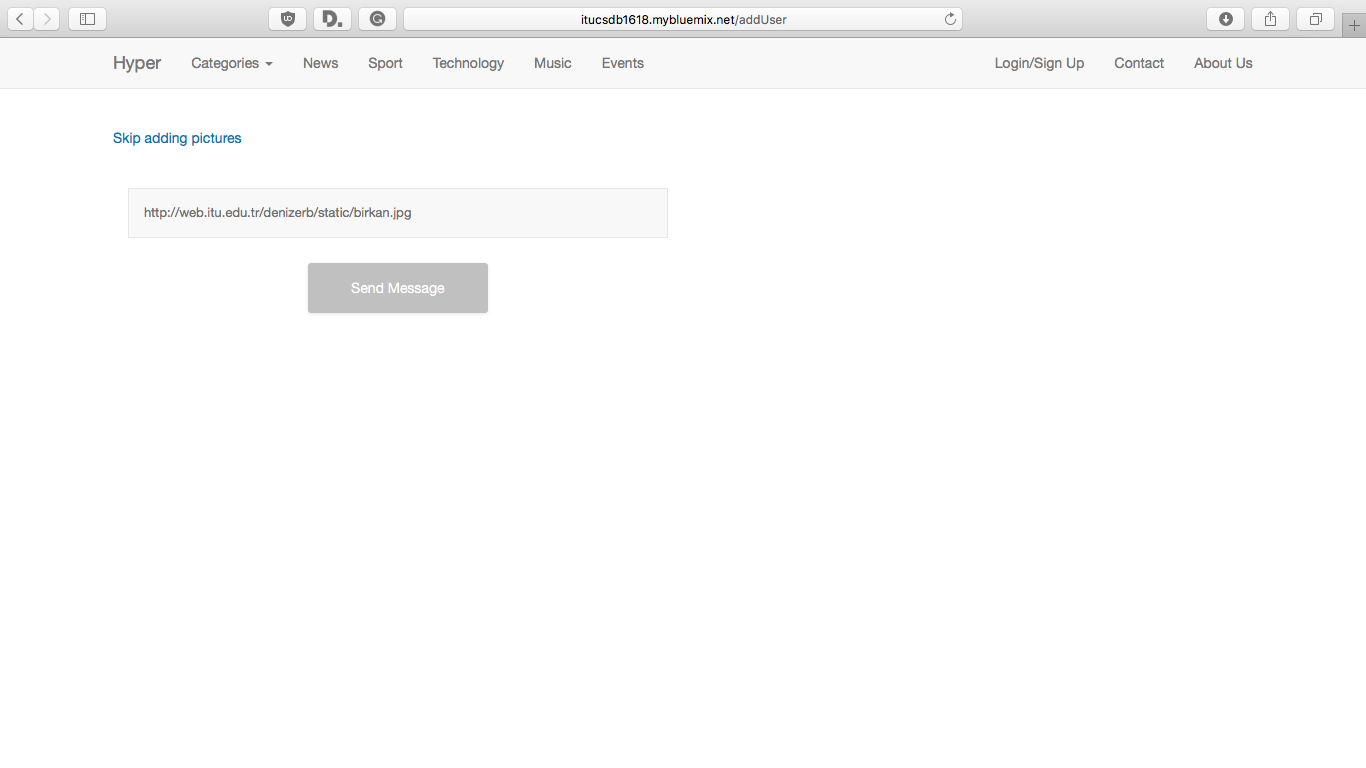 itucsdb1618.mybluemix.net/addUser
Hyper Categories News Sport Technology Music Events Login/Sign Up Contact About Us
Skip adding pictures
http://web.itu.edu.tr/denizerb/static/birkan.jpg
Send Message